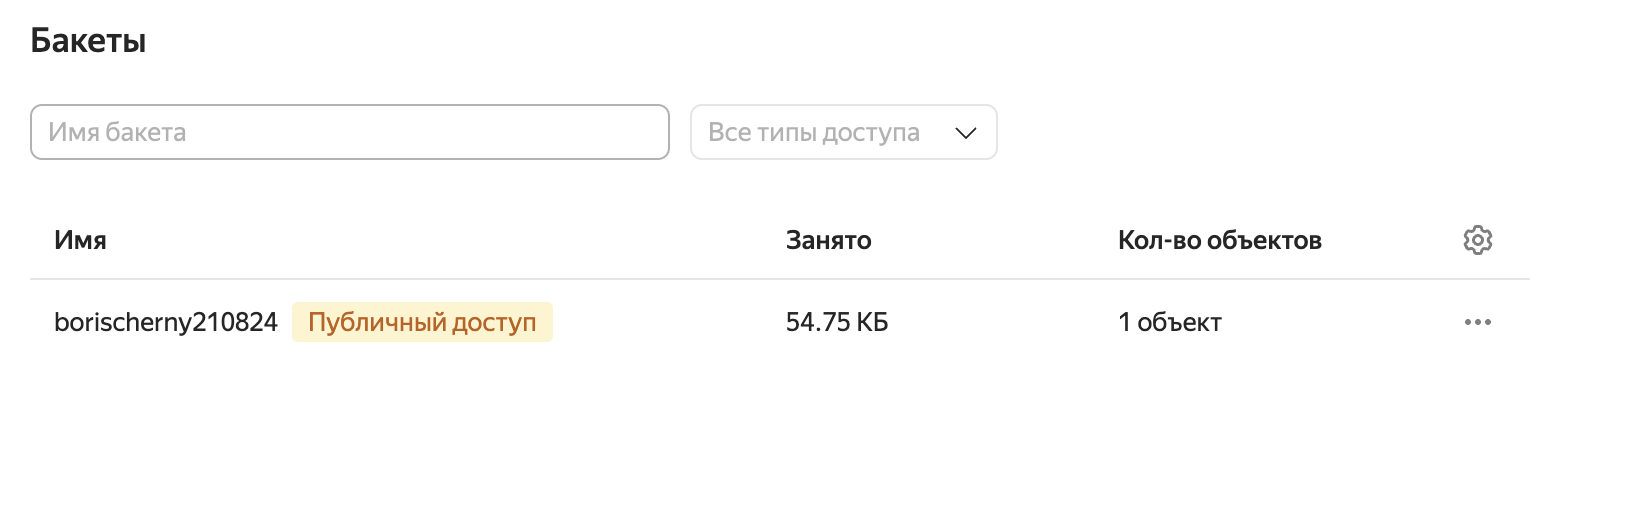 Бакеты
Имя бакета
Все типы доступа
Имя Занято Кол-во объектов
borischerny210824 Публичный доступ 54.75 КБ 1 объект